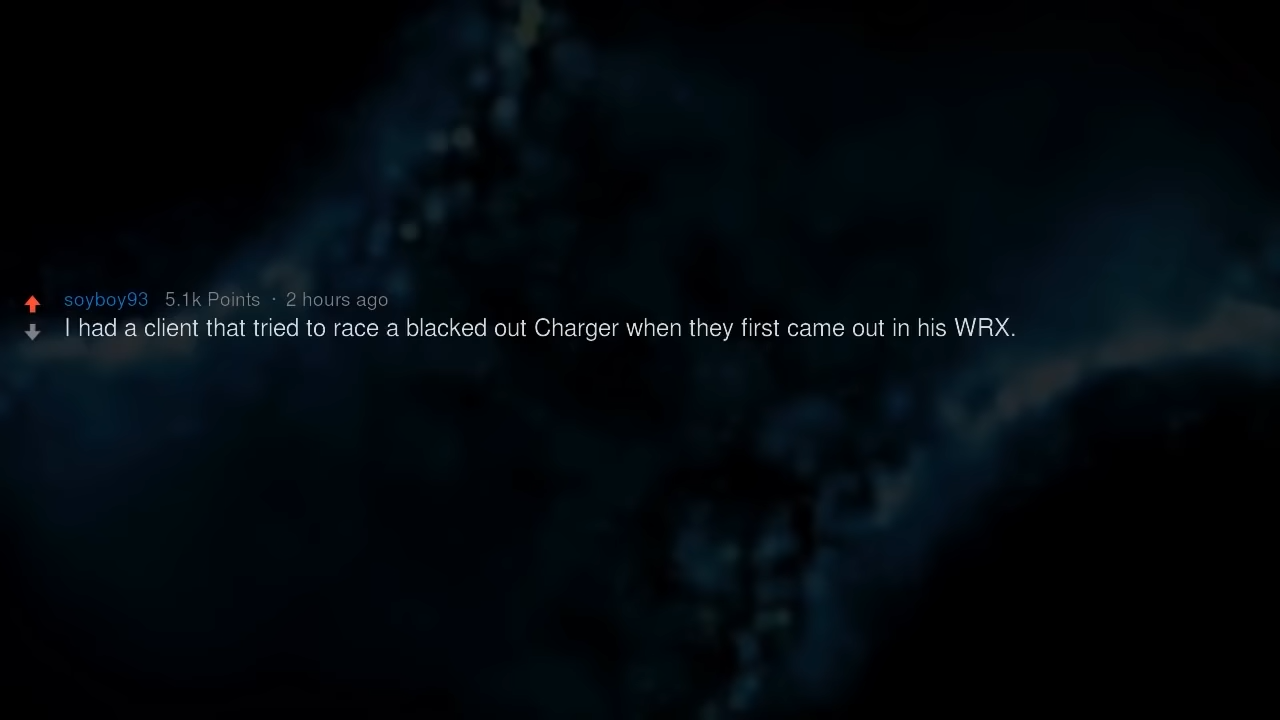 soyboy93 5.1k Points · 2 hours ago
I had a client that tried to race a blacked out Charger when they first came out in his WRX.